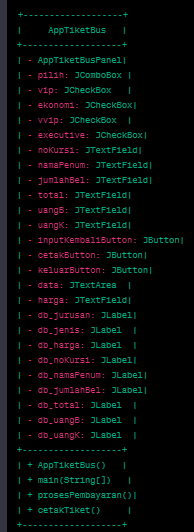 +--------------------+
|     AppTiketBus   |
+--------------------+
| - AppTiketBusPanel|
| - pilih: JComboBox |
| - vip: JCheckBox   |
| - ekonomi: JCheckBox|
| - vvip: JCheckBox  |
| - executive: JCheckBox|
| - noKursi: JTextField|
| - namaPenum: JTextField|
| - jumlahBel: JTextField|
| - total: JTextField|
| - uangB: JTextField|
| - uangK: JTextField|
| - inputKembaliButton: JButton|
| - cetakButton: JButton|
| - keluarButton: JButton|
| - data: JTextArea  |
| - harga: JTextField|
| - db_jurusan: JLabel|
| - db_jenis: JLabel  |
| - db_harga: JLabel  |
| - db_noKursi: JLabel|
| - db_namaPenum: JLabel|
| - db_jumlahBel: JLabel|
| - db_total: JLabel  |
| - db_uangB: JLabel  |
| - db_uangK: JLabel  |
+--------------------+
| + AppTiketBus()   |
| + main(String[])   |
| + prosesPembayaran()|
| + cetakTiket()     |
+--------------------+